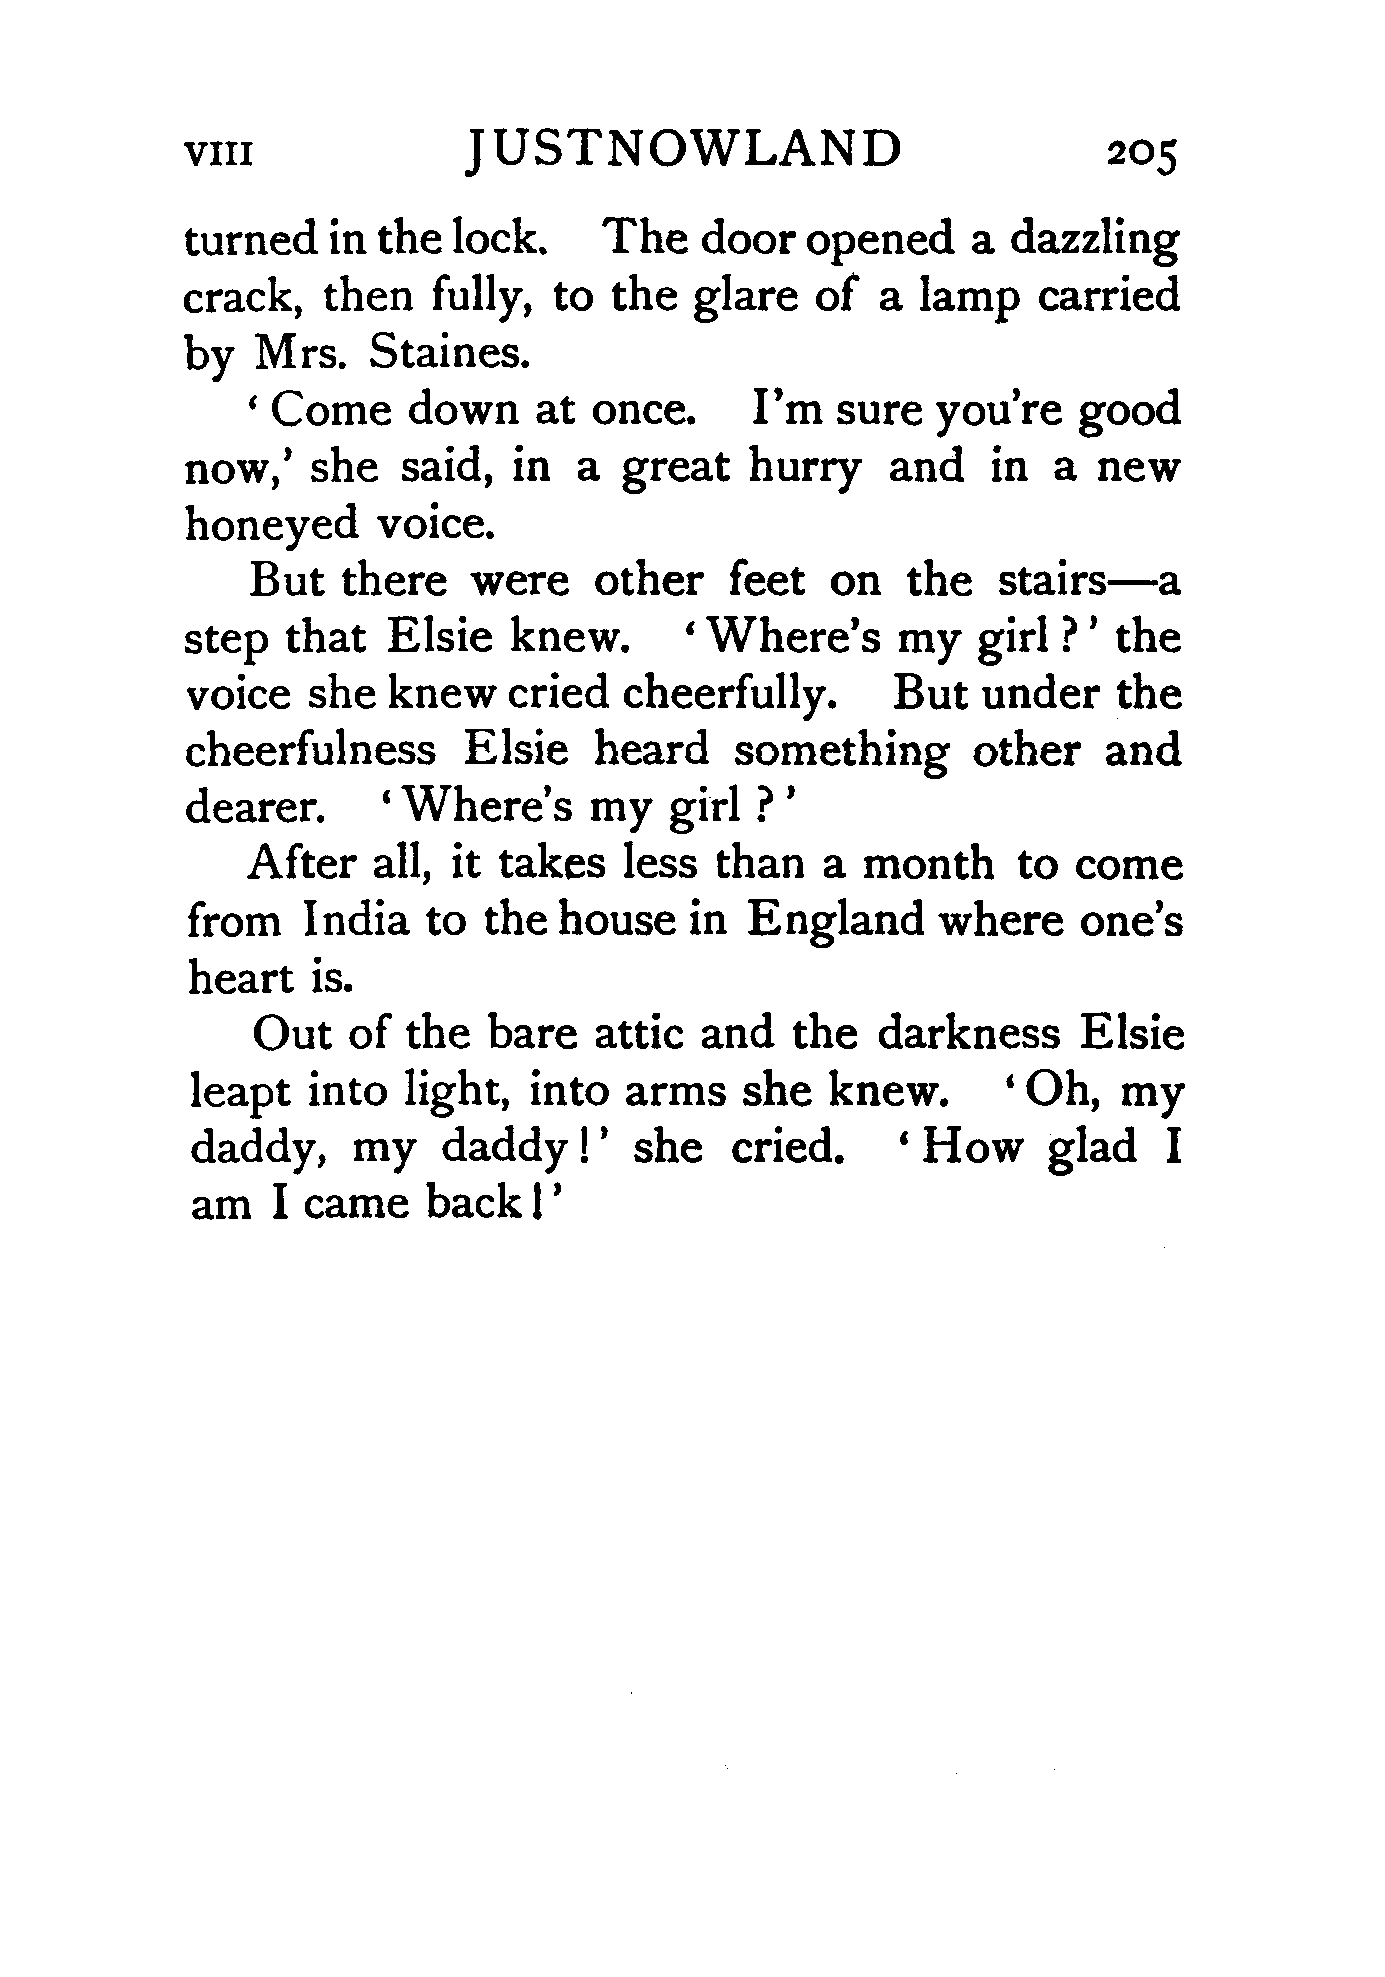 VIII JUSTNOWLAND 205
turned in the lock. The door opened a dazzling
crack, then fully, to the glare of a lamp carried
by Mrs. Staines.
‘Come down at once. I’m sure you’re good
now,’ she said, in a great hurry and in a new
honeyed voice.
But there were other feet on the stairs—a
step that Elsie knew. ‘Where’s my girl?’ the
voice she knew cried cheerfully. But under the
cheerfulness Elsie heard something other and
dearer. ‘Where’s my girl?’
After all, it takes less than a month to come
from India to the house in England where one’s
heart is.
Out of the bare attic and the darkness Elsie
leapt into light, into arms she knew. ‘Oh, my
daddy, my daddy!’ she cried. ‘How glad I
am I came back!’